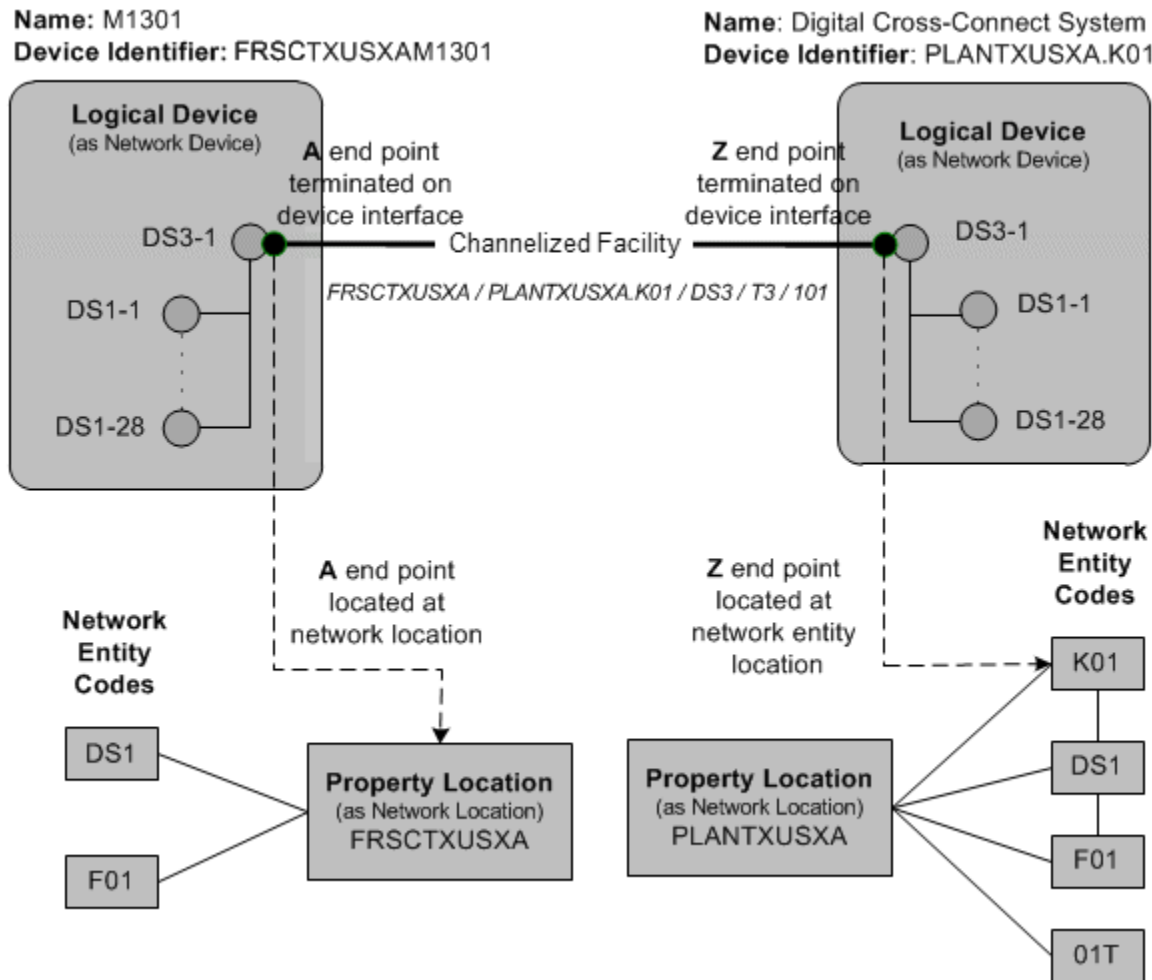 Name: M1301
Device Identifier: FRSCTXUSXAM1301
Name: Digital Cross-Connect System
Device Identifier: PLANTXUSXA.K01
Logical Device
(as Network Device)
A end point
terminated on
device interface
Z end point
terminated on
device interface
Logical Device
(as Network Device)
DS3-1
Channelized Facility
DS3-1
FRSCTXUSXA / PLANTXUSXA.K01 / DS3 / T3 / 101
DS1-1
DS1-1
DS1-28
DS1-28
A end point
located at
network location
Z end point
located at
network entity
location
Network
Entity
Codes
Network
Entity
Codes
DS1
F01
Property Location
(as Network Location)
FRSCTXUSXA
Property Location
(as Network Location)
PLANTXUSXA
K01
DS1
F01
01T